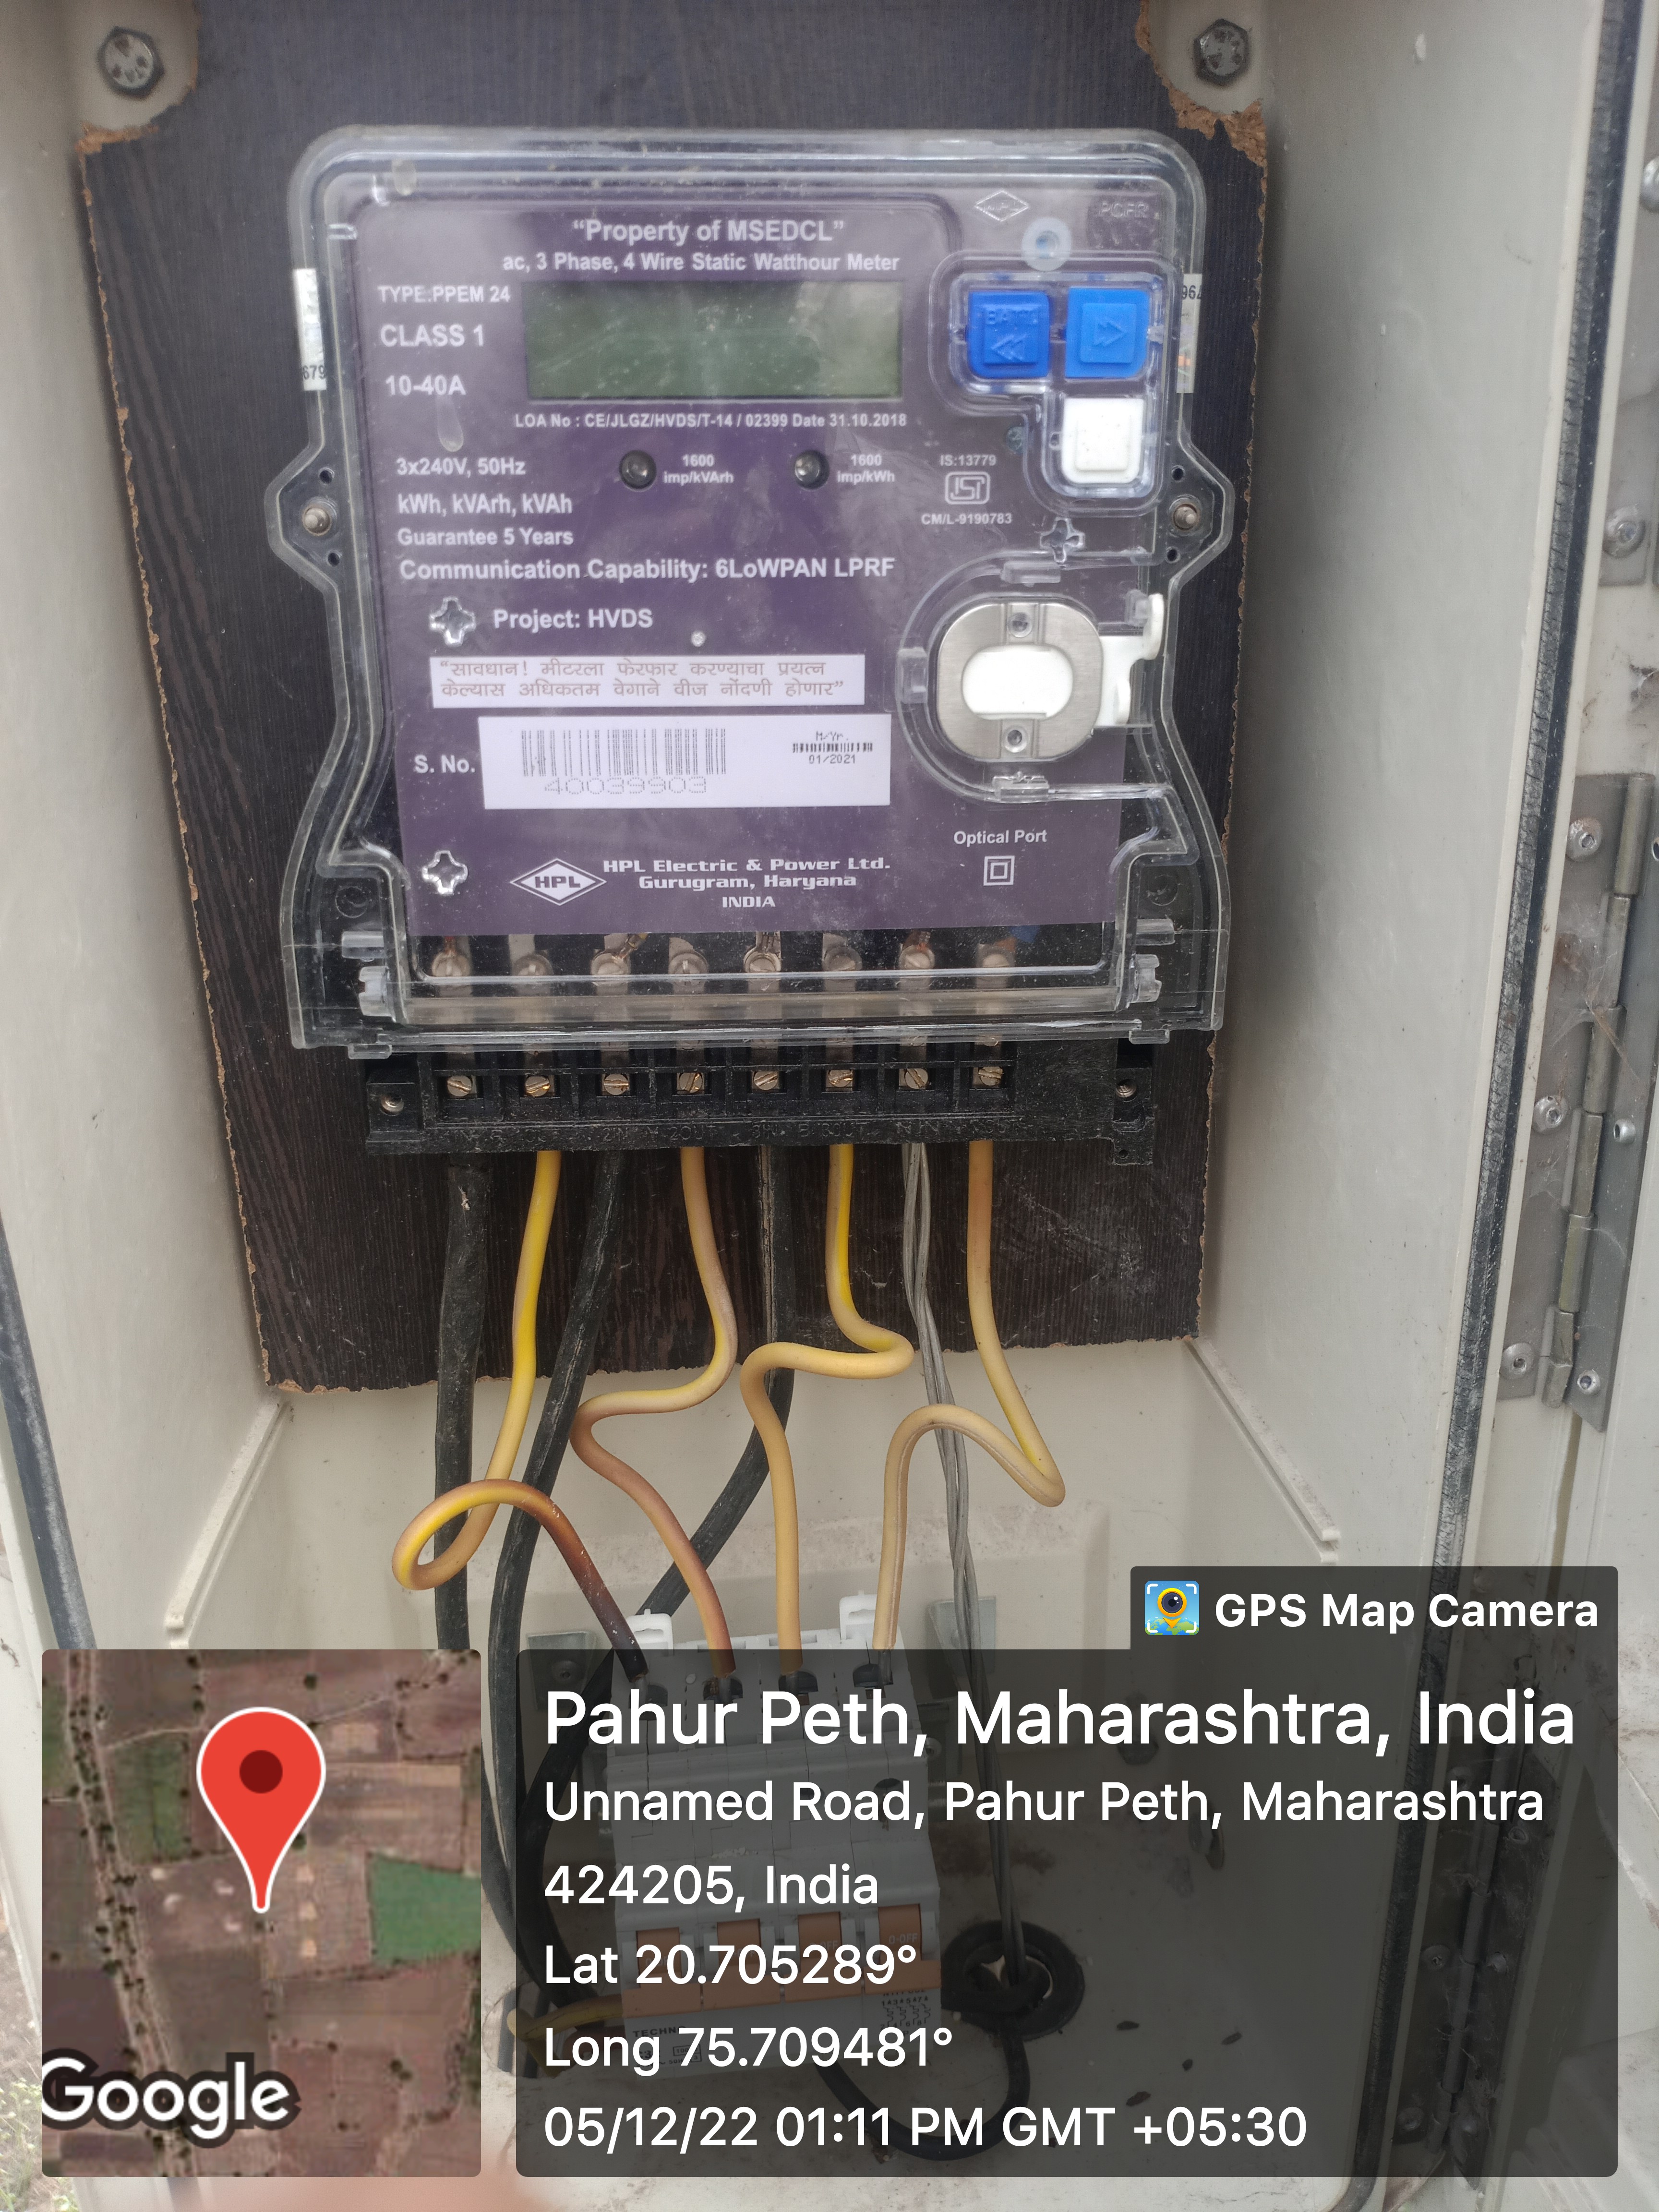 "Property of MSEDCL"
ac, 3 Phase, 4 Wire Static Watthour Meter
TYPE:PPEM 24
CLASS 1
10-40A
LOA No : CE/JLGZ/HVDS/T-14 / 02399 Date 31.10.2018
3x240V, 50Hz
1600
imp/kVArh
1600
imp/kWh
IS:13779
ISI
CM/L-9190783
kWh, kVArh, kVAh
Guarantee 5 Years
Communication Capability: 6LoWPAN LPRF
Project: HVDS
"सावधान! मीटरला फेरफार करण्याचा प्रयत्न
केल्यास अधिकतम वेगाने वीज नोंदणी होणार"
S. No.
40039903
M/Yr.
01/2021
Optical Port
HPL
HPL Electric & Power Ltd.
Gurugram, Haryana
INDIA
679
GPS Map Camera
Pahur Peth, Maharashtra, India
Unnamed Road, Pahur Peth, Maharashtra
424205, India
Lat 20.705289°
Long 75.709481°
05/12/22 01:11 PM GMT +05:30
Google